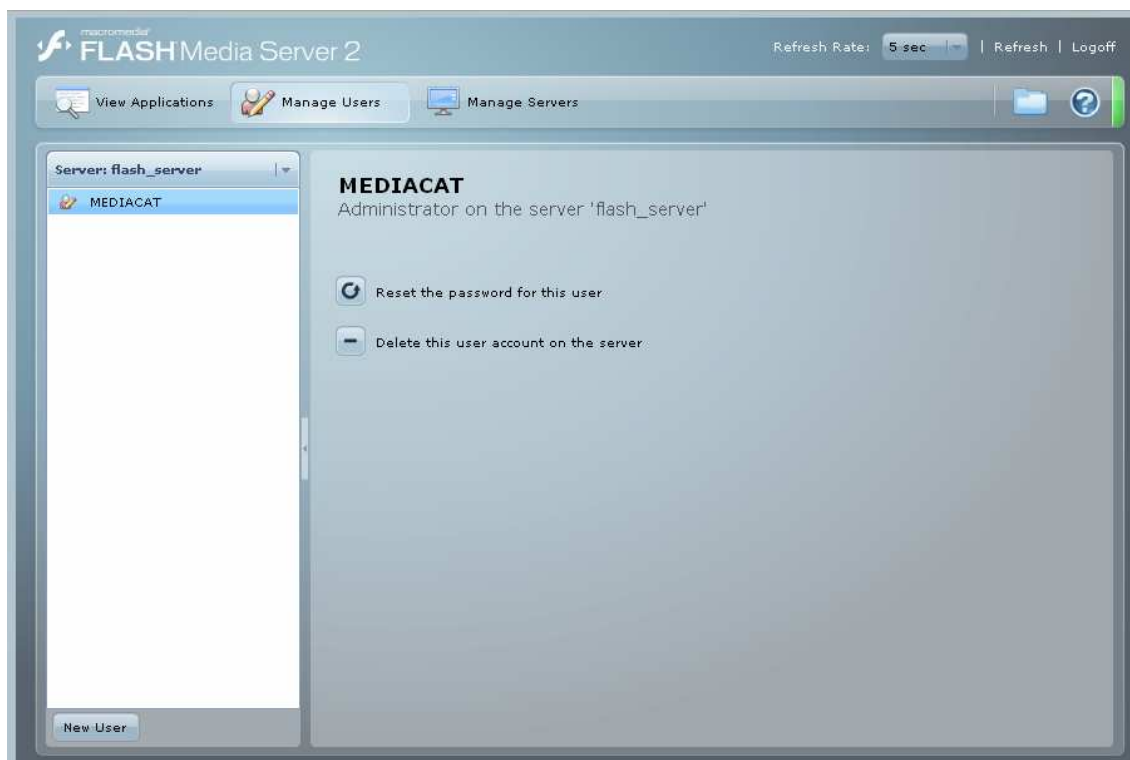 macromedia
FLASH Media Server 2
Refresh Rate: 5 sec | Refresh | Logoff
View Applications Manage Users Manage Servers
Server: flash_server
MEDIACAT
MEDIACAT
Administrator on the server 'flash_server'
Reset the password for this user
Delete this user account on the server
New User